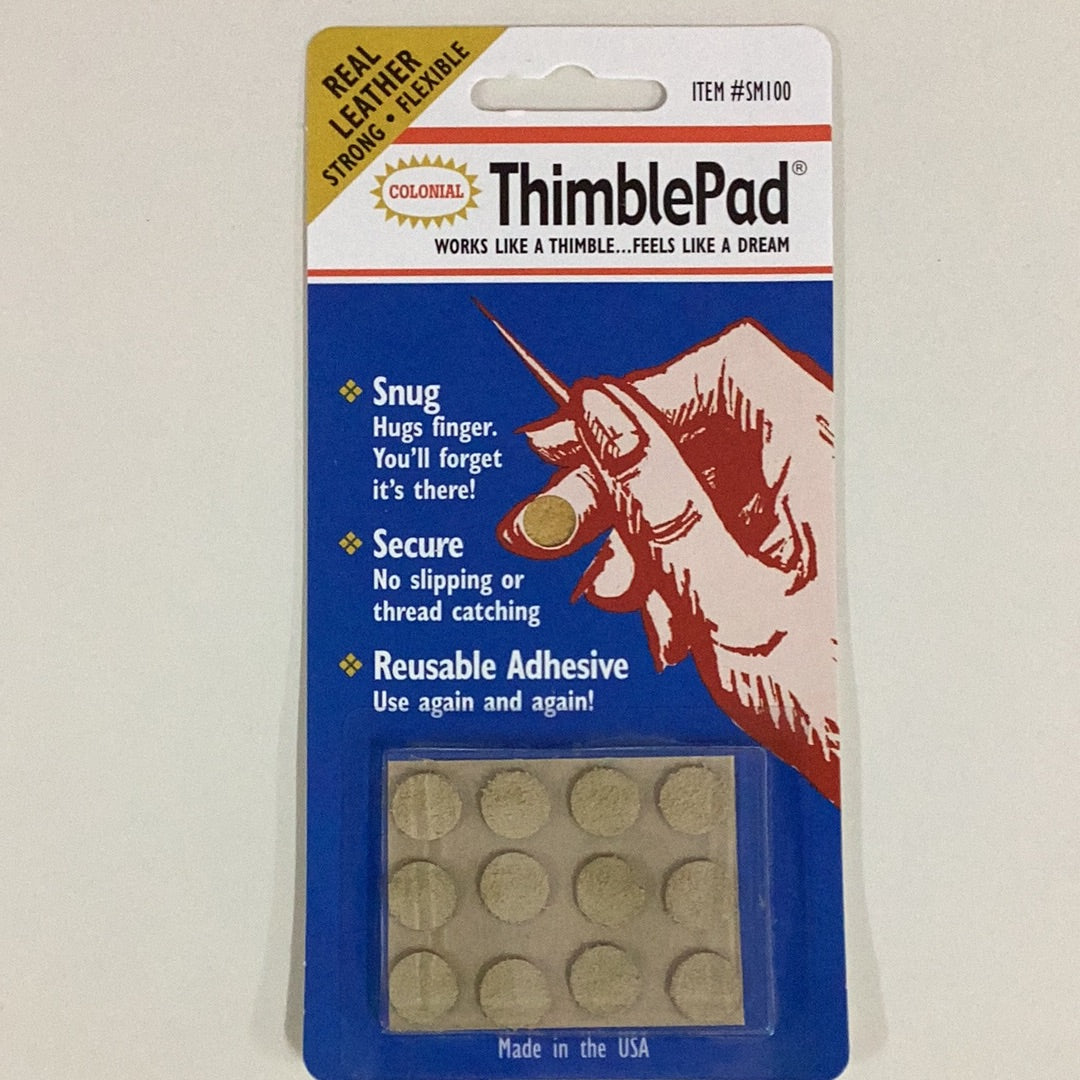 REAL
LEATHER
STRONG • FLEXIBLE
ITEM #SM100
COLONIAL
ThimblePad®
WORKS LIKE A THIMBLE...FEELS LIKE A DREAM
❖ Snug
Hugs finger.
You'll forget
it's there!
❖ Secure
No slipping or
thread catching
❖ Reusable Adhesive
Use again and again!
Made in the USA